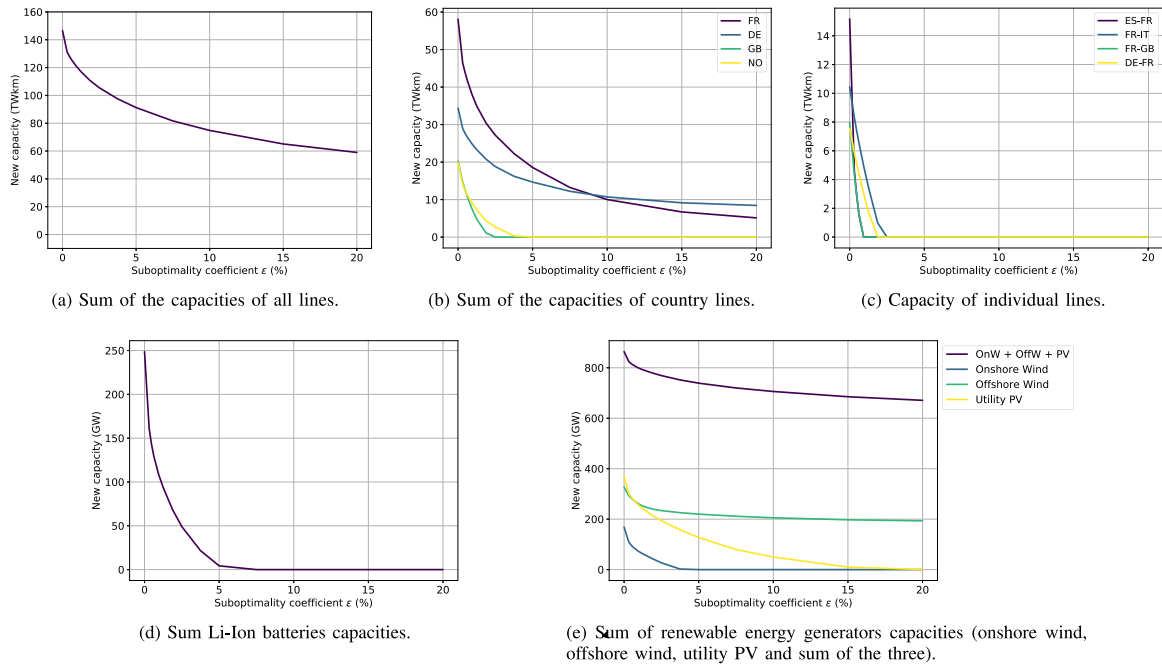 160
140
120
100
80
60
40
20
0
New capacity (TWkm)
0 5 10 15 20
Suboptimality coefficient ε (%)
(a) Sum of the capacities of all lines.
60
50
40
30
20
10
0
New capacity (TWkm)
FR
DE
GB
NO
0 5 10 15 20
Suboptimality coefficient ε (%)
(b) Sum of the capacities of country lines.
14
12
10
8
6
4
2
0
New capacity (TWkm)
ES-FR
FR-IT
FR-GB
DE-FR
0 5 10 15 20
Suboptimality coefficient ε (%)
(c) Capacity of individual lines.
250
200
150
100
50
0
New capacity (GW)
0 5 10 15 20
Suboptimality coefficient ε (%)
(d) Sum Li-Ion batteries capacities.
800
600
400
200
0
New capacity (GW)
OnW + OffW + PV
Onshore Wind
Offshore Wind
Utility PV
0 5 10 15 20
Suboptimality coefficient ε (%)
(e) Sum of renewable energy generators capacities (onshore wind,
offshore wind, utility PV and sum of the three).